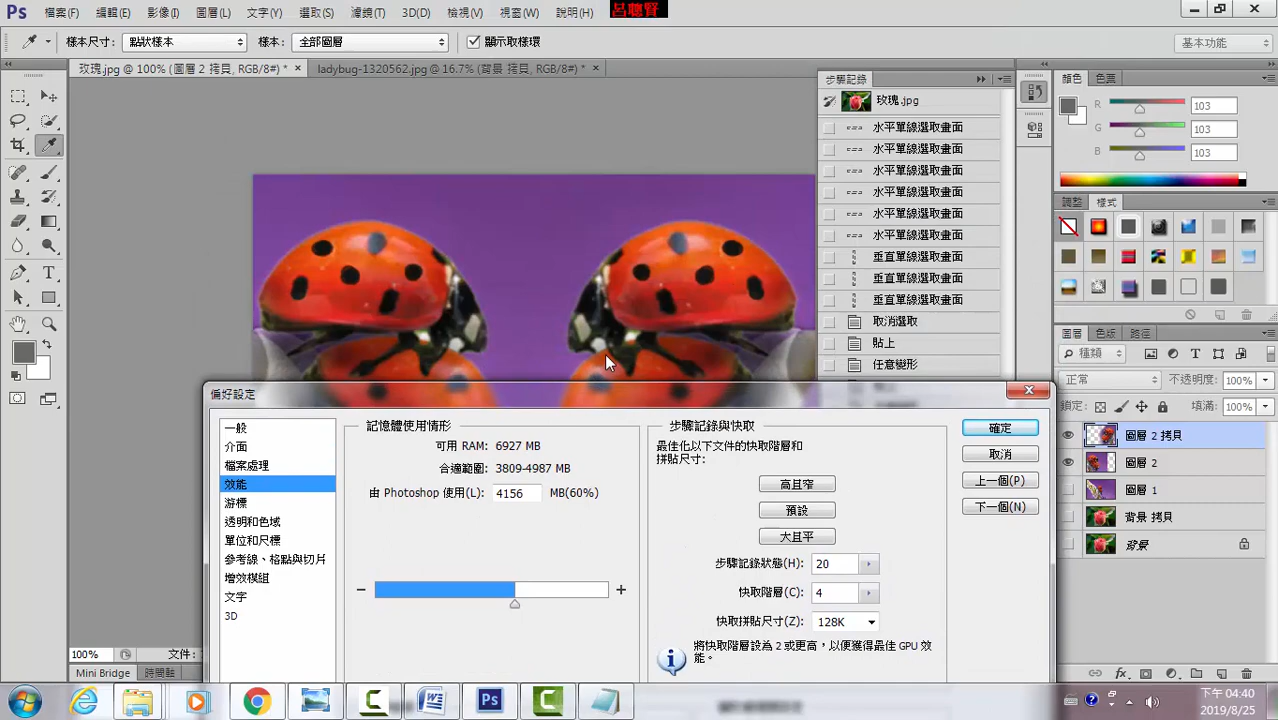 Ps 檔案(F) 編輯(E) 影像(I) 圖層(L) 文字(Y) 選取(S) 濾鏡(T) 3D(D) 檢視(V) 視窗(W) 說明(H) 呂聰賢
樣本尺寸: 點狀樣本 樣本: 全部圖層 顯示取樣環 基本功能
玫瑰.jpg @ 100% (圖層 2 拷貝, RGB/8#) * × ladybug-1320562.jpg @ 16.7% (背景 拷貝, RGB/8#) * ×
步驟記錄
玫瑰.jpg
水平單線選取畫面
水平單線選取畫面
水平單線選取畫面
水平單線選取畫面
水平單線選取畫面
水平單線選取畫面
垂直單線選取畫面
垂直單線選取畫面
垂直單線選取畫面
取消選取
貼上
任意變形
顏色 色票
R 103
G 103
B 103
調整 樣式
圖層 色版 路徑
種類
正常 不透明度: 100%
鎖定: 填滿: 100%
圖層 2 拷貝
圖層 2
圖層 1
背景 拷貝
背景
偏好設定
一般
介面
檔案處理
效能
游標
透明和色域
單位和尺標
參考線、格點與切片
增效模組
文字
3D
記憶體使用情形
可用 RAM: 6927 MB
合適範圍: 3809-4987 MB
由 Photoshop 使用(L): 4156 MB(60%)
步驟記錄與快取
最佳化以下文件的快取階層和
拼貼尺寸:
高且窄
預設
大且平
步驟記錄狀態(H): 20
快取階層(C): 4
快取拼貼尺寸(Z): 128K
將快取階層設為 2 或更高，以便獲得最佳 GPU 效
能。
確定
取消
上一個(P)
下一個(N)
100% 文件:
Mini Bridge 時間軸
下午 04:40
2019/8/25